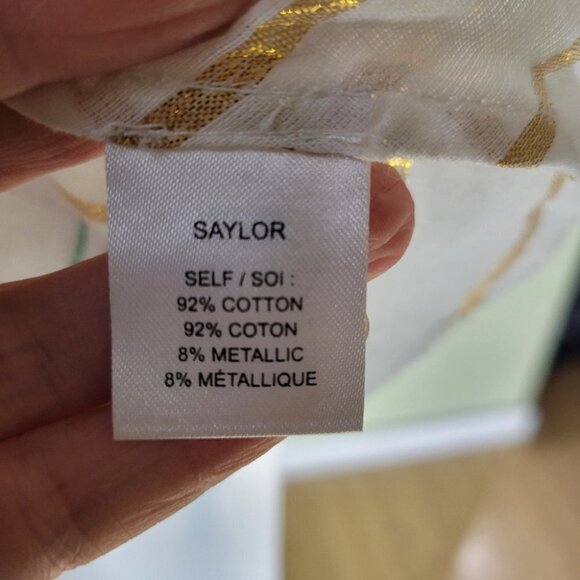 SAYLOR
SELF / SOI :
92% COTTON
92% COTON
8% METALLIC
8% MÉTALLIQUE